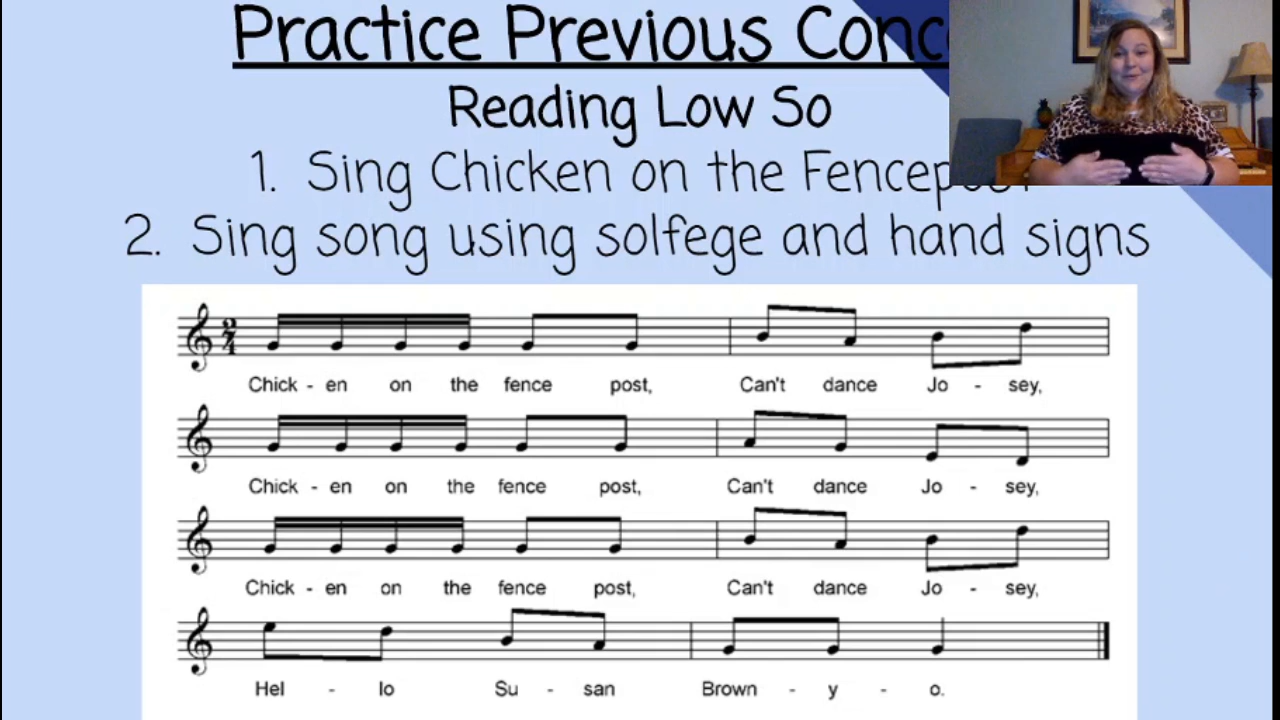 Practice Previous
Reading Low So
1. Sing Chicken on the
2. Sing song using solfege and hand signs
2
4
Chick - en on the fence post, Can't dance Jo - sey,
Chick - en on the fence post, Can't dance Jo - sey,
Chick - en on the fence post, Can't dance Jo - sey,
Hel - lo Su - san Brown - y - o.